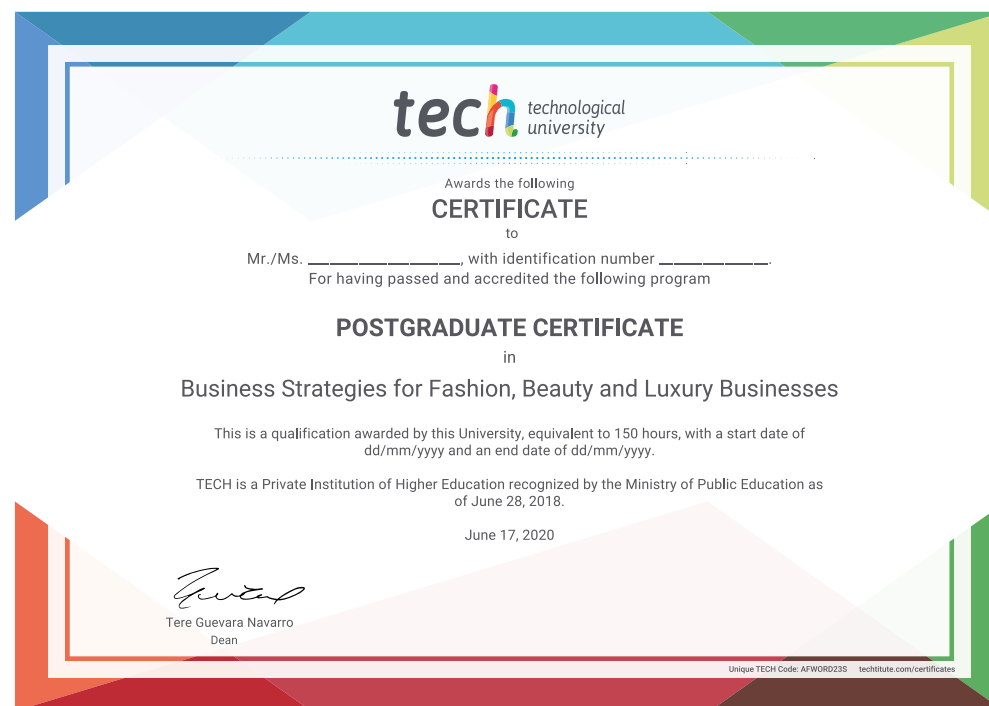 tech technological
university
Awards the following
CERTIFICATE
to
Mr./Ms. ____________________, with identification number ______________.
For having passed and accredited the following program
POSTGRADUATE CERTIFICATE
in
Business Strategies for Fashion, Beauty and Luxury Businesses
This is a qualification awarded by this University, equivalent to 150 hours, with a start date of
dd/mm/yyyy and an end date of dd/mm/yyyy.
TECH is a Private Institution of Higher Education recognized by the Ministry of Public Education as
of June 28, 2018.
June 17, 2020
Tere Guevara Navarro
Dean
Unique TECH Code: AFWORD23S techtitute.com/certificates